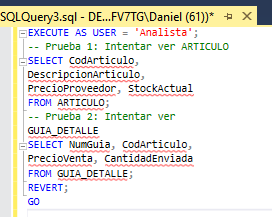 SQLQuery3.sql - DE...FV7TG\Daniel (61))*
EXECUTE AS USER = 'Analista';
-- Prueba 1: Intentar ver ARTICULO
SELECT CodArticulo,
DescripcionArticulo,
PrecioProveedor, StockActual
FROM ARTICULO;
-- Prueba 2: Intentar ver
GUIA_DETALLE
SELECT NumGuia, CodArticulo,
PrecioVenta, CantidadEnviada
FROM GUIA_DETALLE;
REVERT;
GO